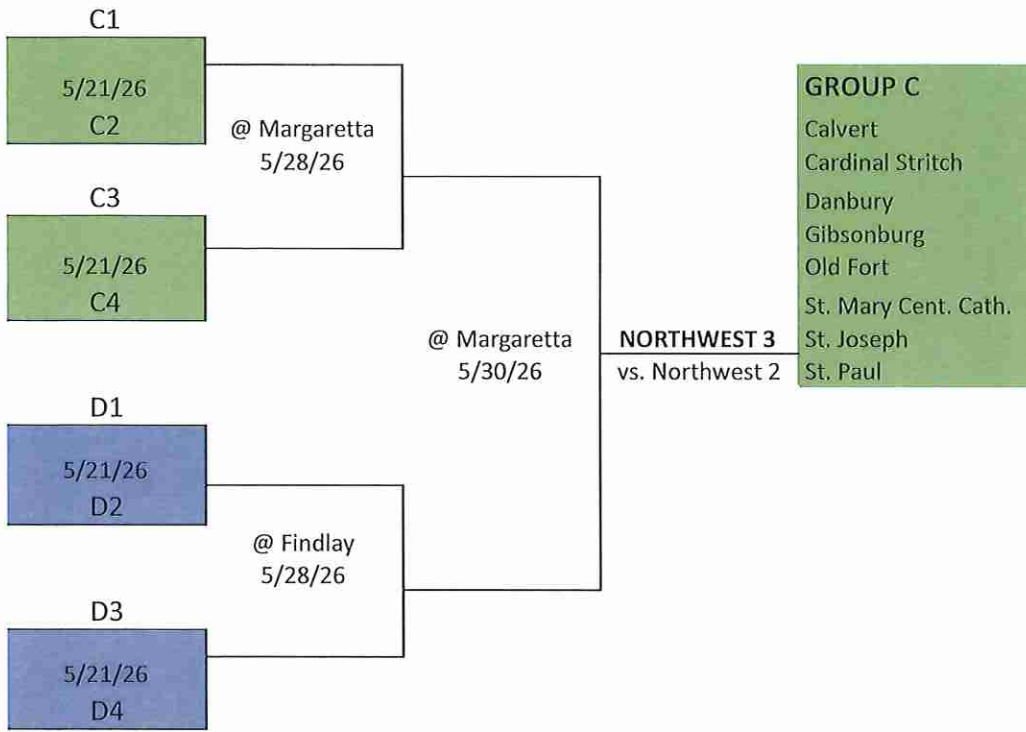 C1
5/21/26
C2
@ Margaretta
5/28/26
C3
5/21/26
C4
@ Margaretta
5/30/26
D1
5/21/26
D2
@ Findlay
5/28/26
D3
5/21/26
D4
NORTHWEST 3
vs. Northwest 2
GROUP C
Calvert
Cardinal Stritch
Danbury
Gibsonburg
Old Fort
St. Mary Cent. Cath.
St. Joseph
St. Paul